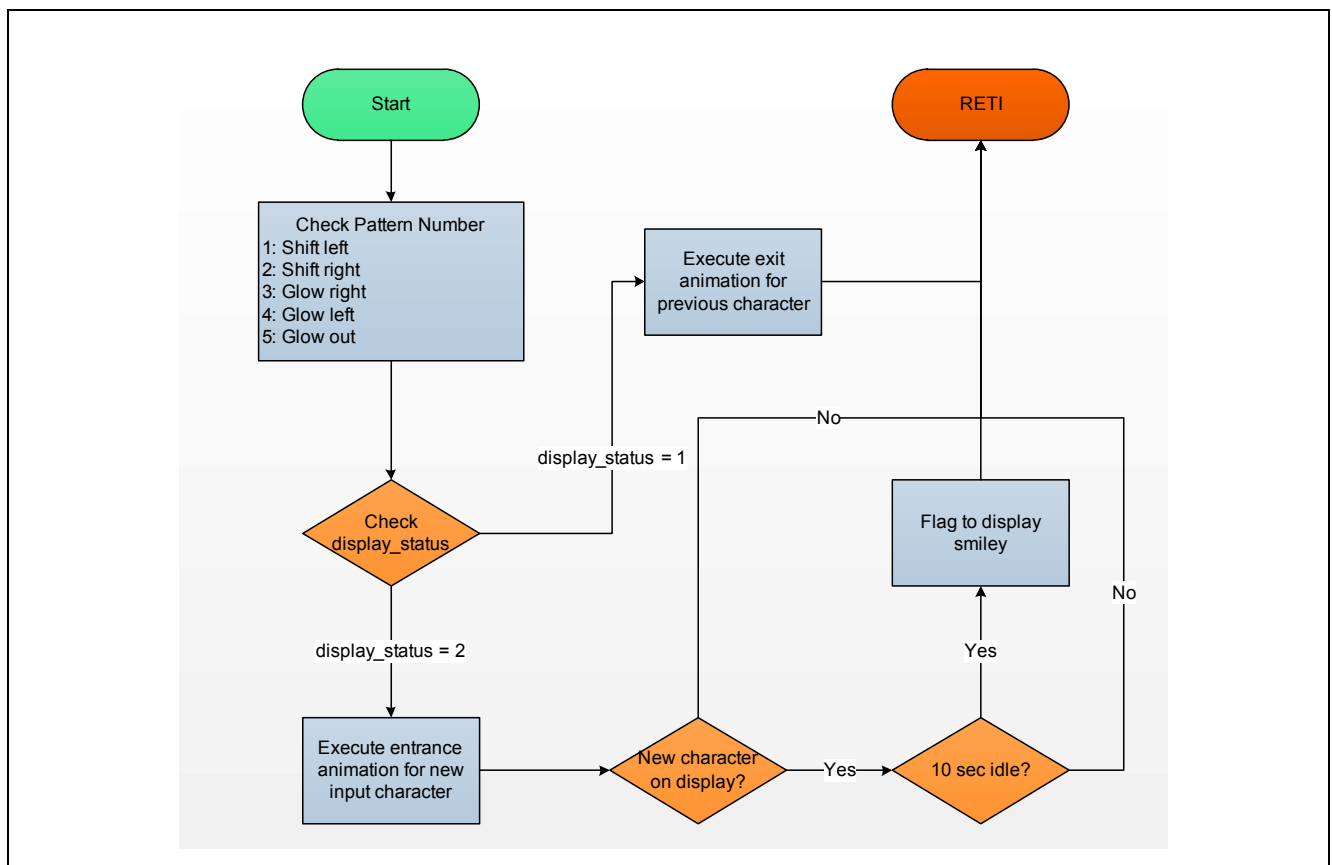 Start
RETI
Check Pattern Number
1: Shift left
2: Shift right
3: Glow right
4: Glow left
5: Glow out
Execute exit
animation for
previous character
No
display_status = 1
Check
display_status
Flag to display
smiley
No
display_status = 2
Yes
Execute entrance
animation for new
input character
New character
on display?
Yes
10 sec idle?